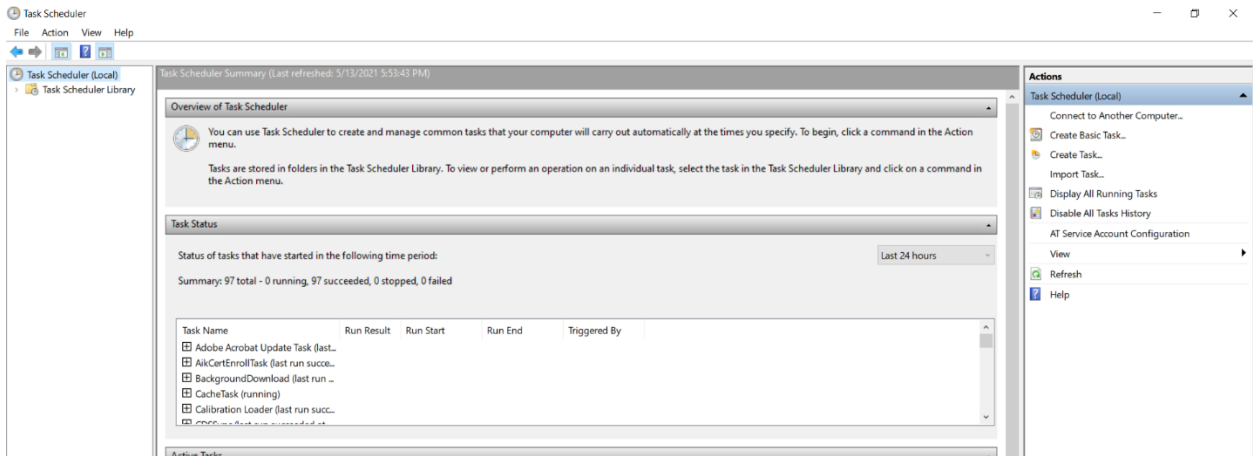 Task Scheduler
File Action View Help
Task Scheduler (Local)
Task Scheduler Library
Task Scheduler Summary (Last refreshed: 5/13/2021 5:53:43 PM)
Overview of Task Scheduler
You can use Task Scheduler to create and manage common tasks that your computer will carry out automatically at the times you specify. To begin, click a command in the Action
menu.
Tasks are stored in folders in the Task Scheduler Library. To view or perform an operation on an individual task, select the task in the Task Scheduler Library and click on a command in
the Action menu.
Task Status
Status of tasks that have started in the following time period:
Last 24 hours
Summary: 97 total - 0 running, 97 succeeded, 0 stopped, 0 failed
Task Name Run Result Run Start Run End Triggered By
Adobe Acrobat Update Task (last...
AikCertEnrollTask (last run succe...
BackgroundDownload (last run ...
CacheTask (running)
Calibration Loader (last run succ...
Active Tasks
Actions
Task Scheduler (Local)
Connect to Another Computer...
Create Basic Task...
Create Task...
Import Task...
Display All Running Tasks
Disable All Tasks History
AT Service Account Configuration
View
Refresh
Help